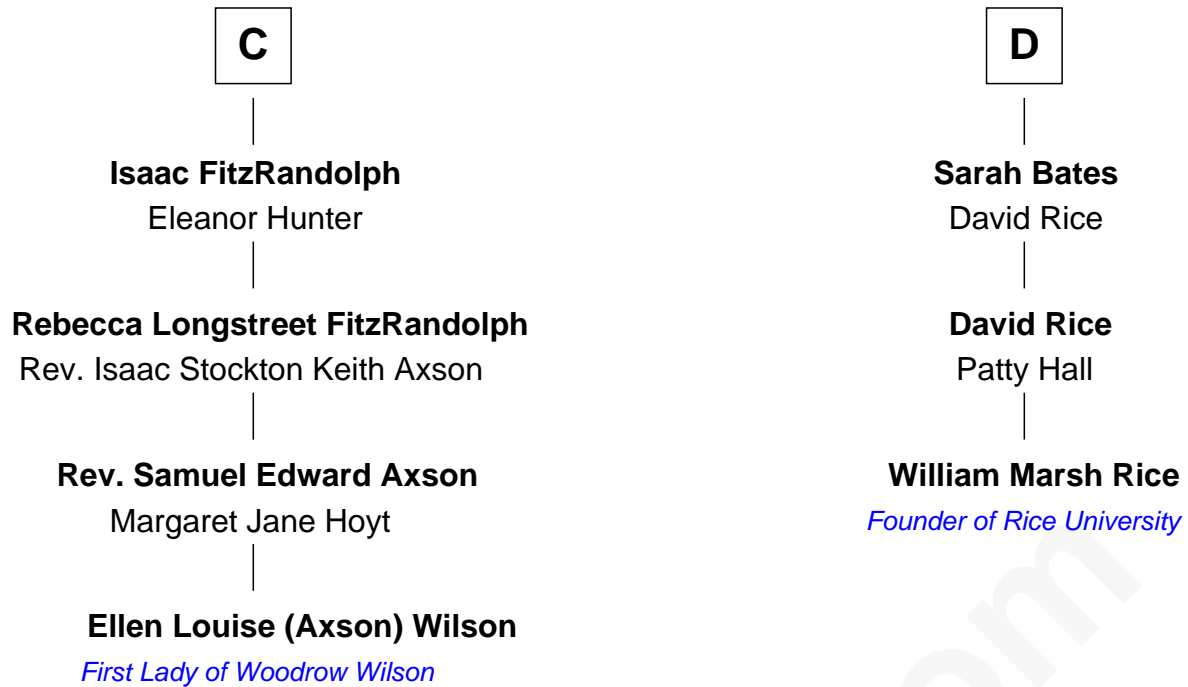 C
Isaac FitzRandolph
Eleanor Hunter
Rebecca Longstreet FitzRandolph
Rev. Isaac Stockton Keith Axson
Rev. Samuel Edward Axson
Margaret Jane Hoyt
Ellen Louise (Axson) Wilson
First Lady of Woodrow Wilson
D
Sarah Bates
David Rice
David Rice
Patty Hall
William Marsh Rice
Founder of Rice University
om